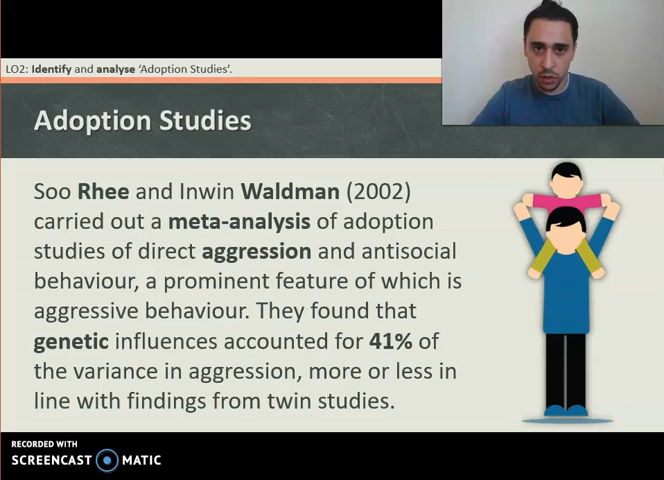 LO2: Identify and analyse ‘Adoption Studies’.
Adoption Studies
Soo Rhee and Inwin Waldman (2002)
carried out a meta-analysis of adoption
studies of direct aggression and antisocial
behaviour, a prominent feature of which is
aggressive behaviour. They found that
genetic influences accounted for 41% of
the variance in aggression, more or less in
line with findings from twin studies.
RECORDED WITH
SCREENCAST MATIC